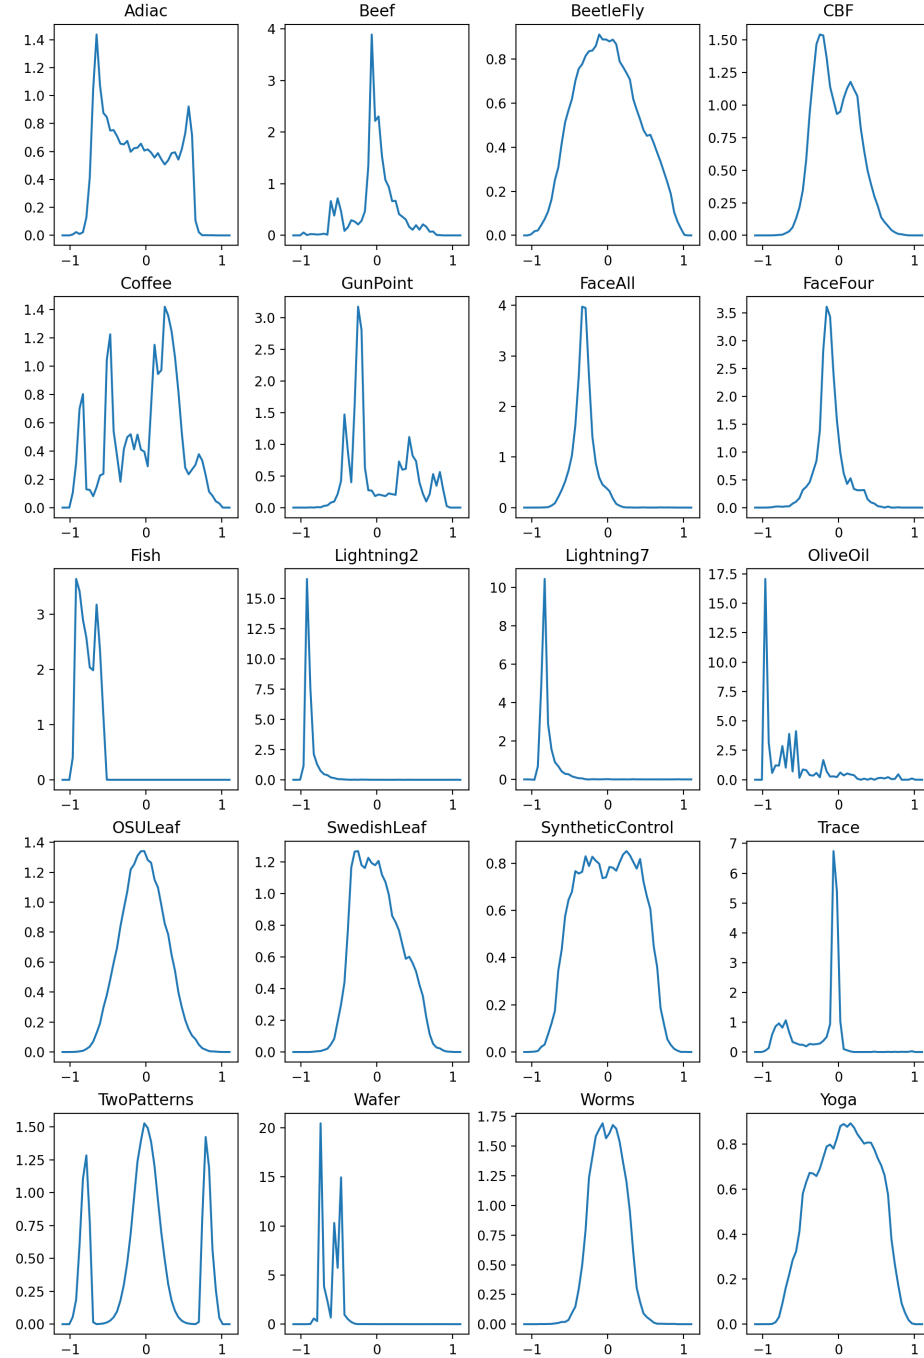 Adiac Beef BeetleFly CBF
1.4 4 1.50
1.2 0.8 1.25
1.0 3 0.6 1.00
0.8 2 0.4 0.75
0.6 0.50
0.4 1 0.2 0.25
0.2
0.0 0 0.0 0.00
−1 0 1 −1 0 1 −1 0 1 −1 0 1
Coffee GunPoint FaceAll FaceFour
1.4 3.0 4 3.5
1.2 2.5 3.0
1.0 2.0 3 2.5
0.8 1.5 2 2.0
0.6 1.0 1.5
0.4 0.5 1 1.0
0.2 0.5
0.0 0.0 0 0.0
−1 0 1 −1 0 1 −1 0 1 −1 0 1
Fish Lightning2 Lightning7 OliveOil
3 15.0 10 17.5
12.5 8 15.0
2 10.0 6 12.5
7.5 4 10.0
1 5.0 2 7.5
2.5 5.0
2.5
0 0.0 0 0.0
−1 0 1 −1 0 1 −1 0 1 −1 0 1
OSULeaf SwedishLeaf SyntheticControl Trace
1.4 1.2 0.8 7
1.2 1.0 6
1.0 0.8 0.6 5
0.8 0.6 4
0.6 0.4 0.4 3
0.4 0.2 0.2 2
0.2 1
0.0 0.0 0.0 0
−1 0 1 −1 0 1 −1 0 1 −1 0 1
TwoPatterns Wafer Worms Yoga
1.50 20 1.75 0.8
1.25 1.50
1.00 15 1.25 0.6
0.75 10 1.00 0.4
0.50 0.75
0.25 5 0.50 0.2
0.25
0.00 0 0.00 0.0
−1 0 1 −1 0 1 −1 0 1 −1 0 1